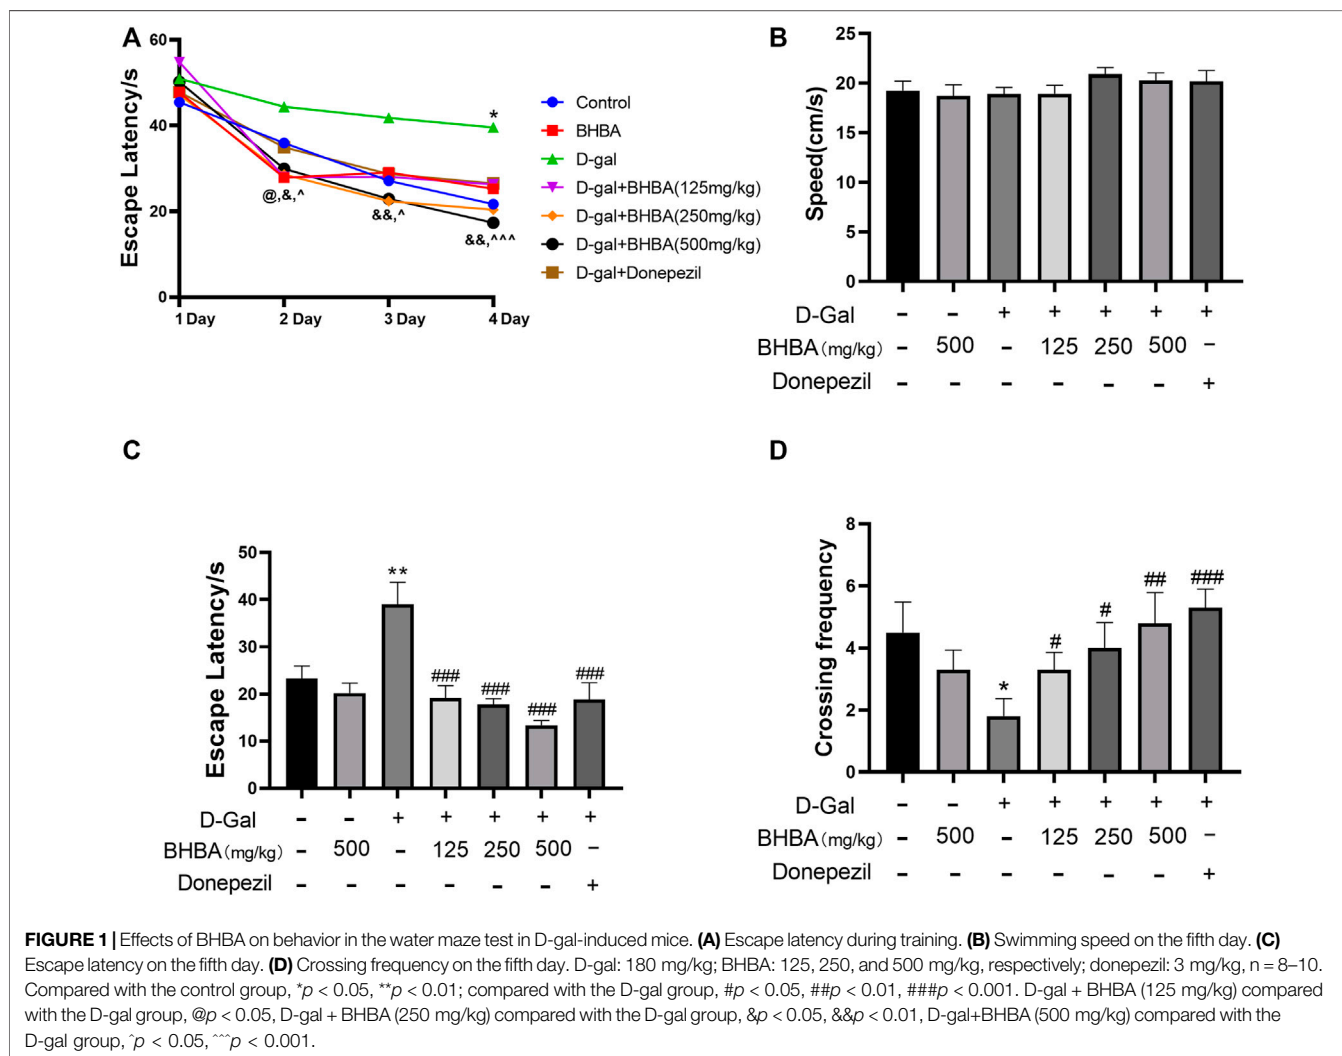 A
Escape Latency/s
60
40
20
0
1 Day 2 Day 3 Day 4 Day
*
@,&,^
&&,^
&&,^^^
Control
BHBA
D-gal
D-gal+BHBA(125mg/kg)
D-gal+BHBA(250mg/kg)
D-gal+BHBA(500mg/kg)
D-gal+Donepezil
B
Speed(cm/s)
25
20
15
10
5
0
D-Gal - - + + + + +
BHBA(mg/kg) - 500 - 125 250 500 -
Donepezil - - - - - - +
C
Escape Latency/s
50
40
30
20
10
0
** ### ### ### ###
D-Gal - - + + + + +
BHBA(mg/kg) - 500 - 125 250 500 -
Donepezil - - - - - - +
D
Crossing frequency
8
6
4
2
0
* # # ## ###
D-Gal - - + + + + +
BHBA(mg/kg) - 500 - 125 250 500 -
Donepezil - - - - - - +
FIGURE 1 | Effects of BHBA on behavior in the water maze test in D-gal-induced mice. (A) Escape latency during training. (B) Swimming speed on the fifth day. (C)
Escape latency on the fifth day. (D) Crossing frequency on the fifth day. D-gal: 180 mg/kg; BHBA: 125, 250, and 500 mg/kg, respectively; donepezil: 3 mg/kg, n = 8–10.
Compared with the control group, *p < 0.05, **p < 0.01; compared with the D-gal group, #p < 0.05, ##p < 0.01, ###p < 0.001. D-gal + BHBA (125 mg/kg) compared
with the D-gal group, @p < 0.05, D-gal + BHBA (250 mg/kg) compared with the D-gal group, &p < 0.05, &&p < 0.01, D-gal+BHBA (500 mg/kg) compared with the
D-gal group, ^p < 0.05, ^^^p < 0.001.